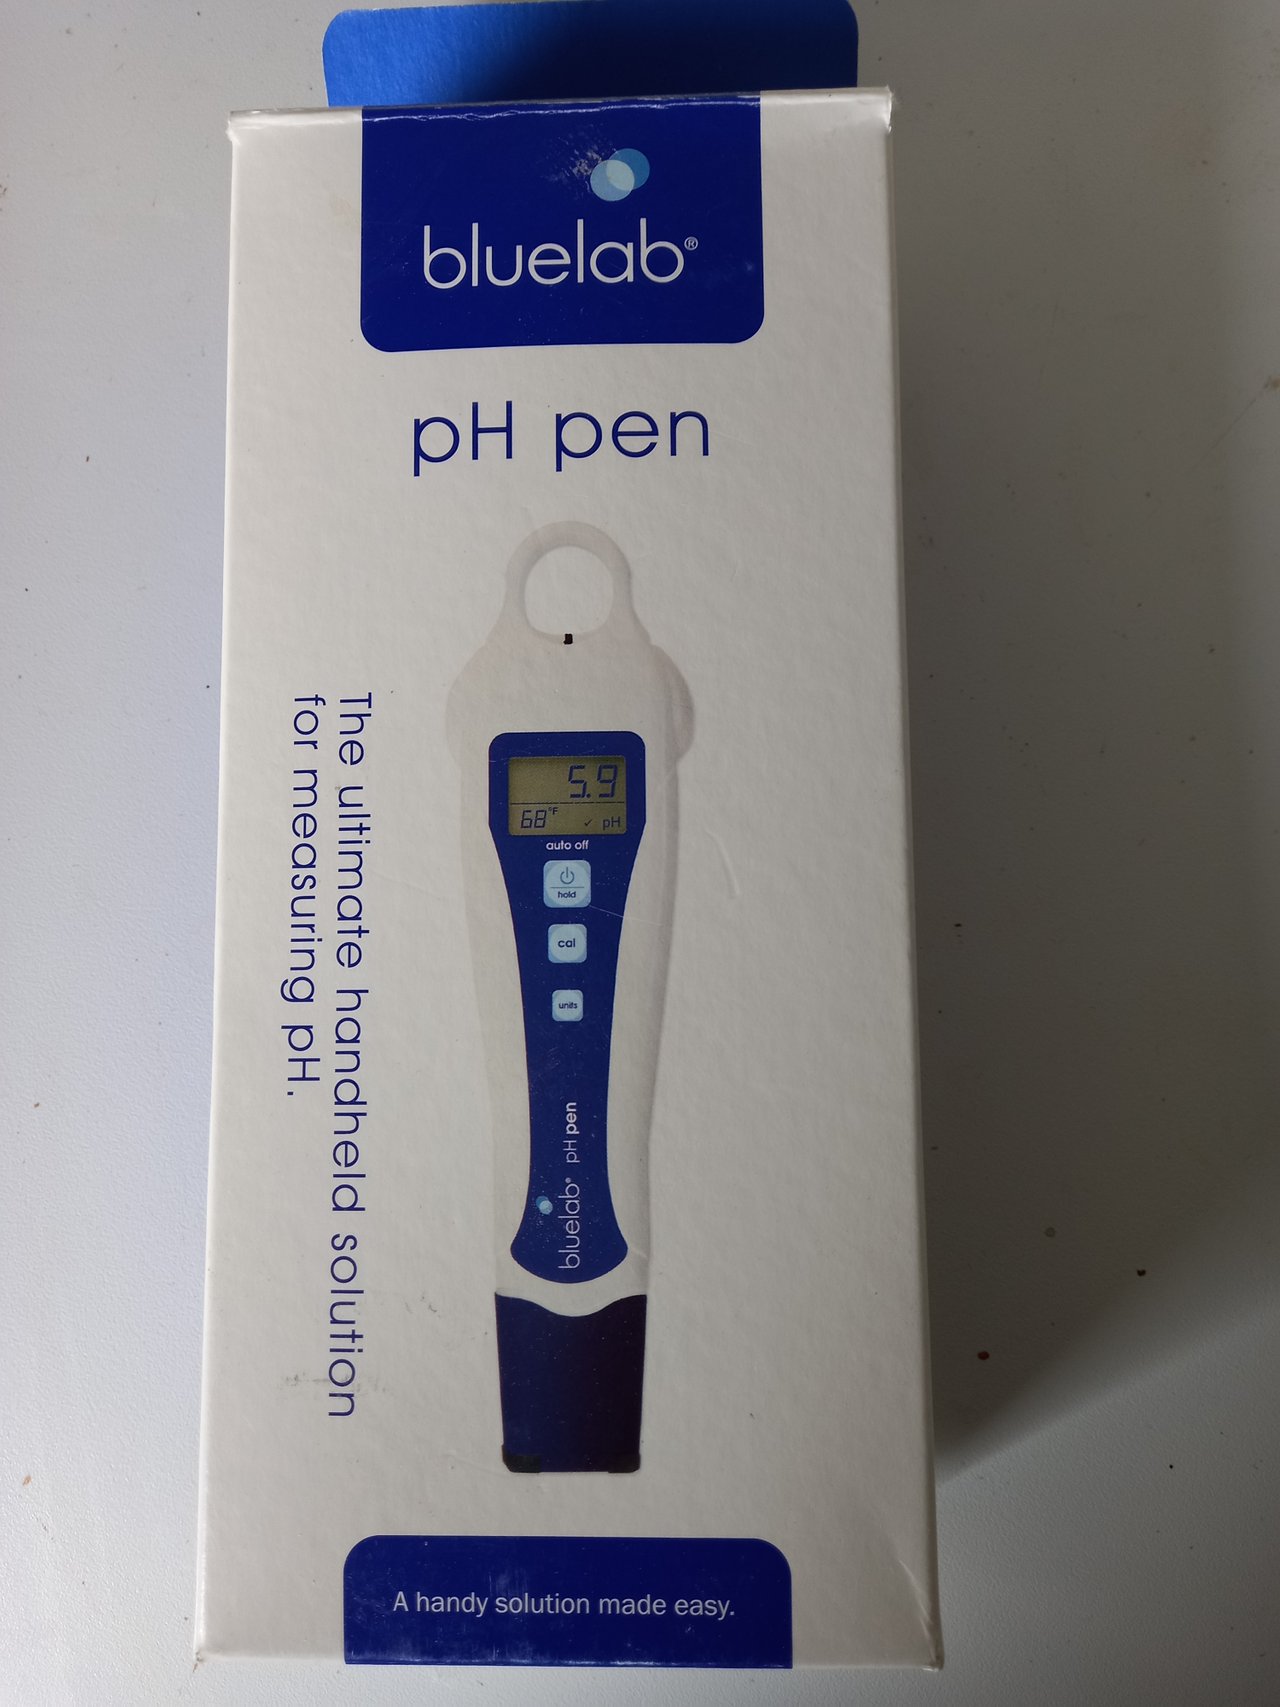 bluelab®
pH pen
The ultimate handheld solution
for measuring pH.
5.9
68°F ✓ pH
auto off
hold
cal
units
bluelab® pH pen
A handy solution made easy.